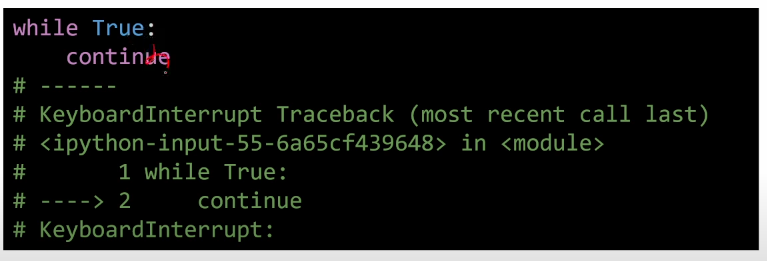 while True:
    continue
# ------
# KeyboardInterrupt Traceback (most recent call last)
# <ipython-input-55-6a65cf439648> in <module>
#       1 while True:
# ----> 2     continue
# KeyboardInterrupt: